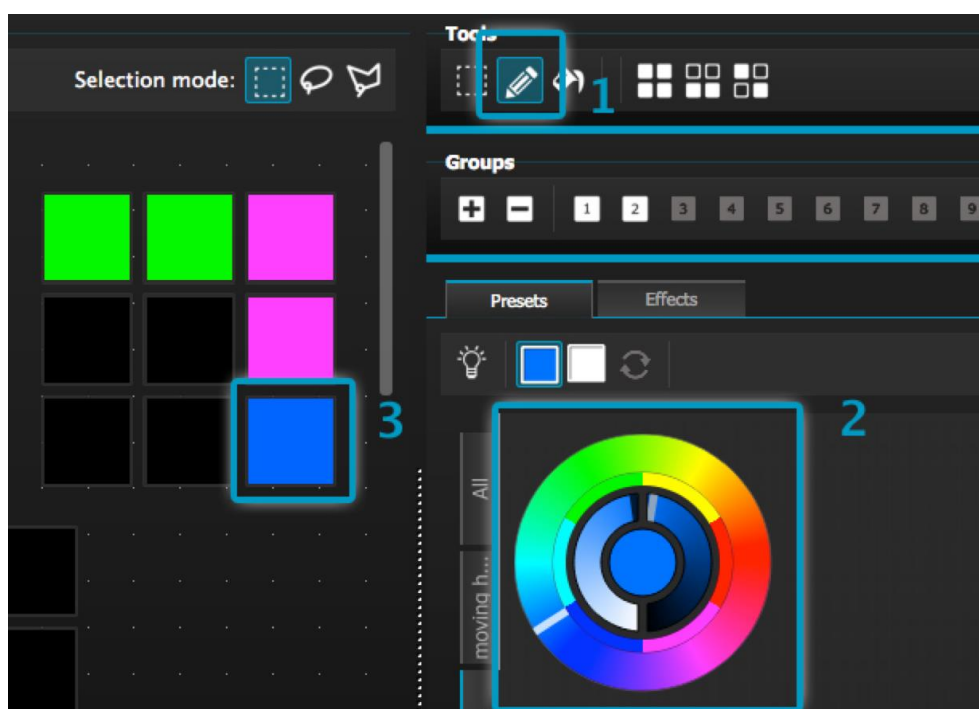 Tools
Selection mode:
1
Groups
1 2 3 4 5 6 7 8 9
Presets Effects
2
3
All
moving h...